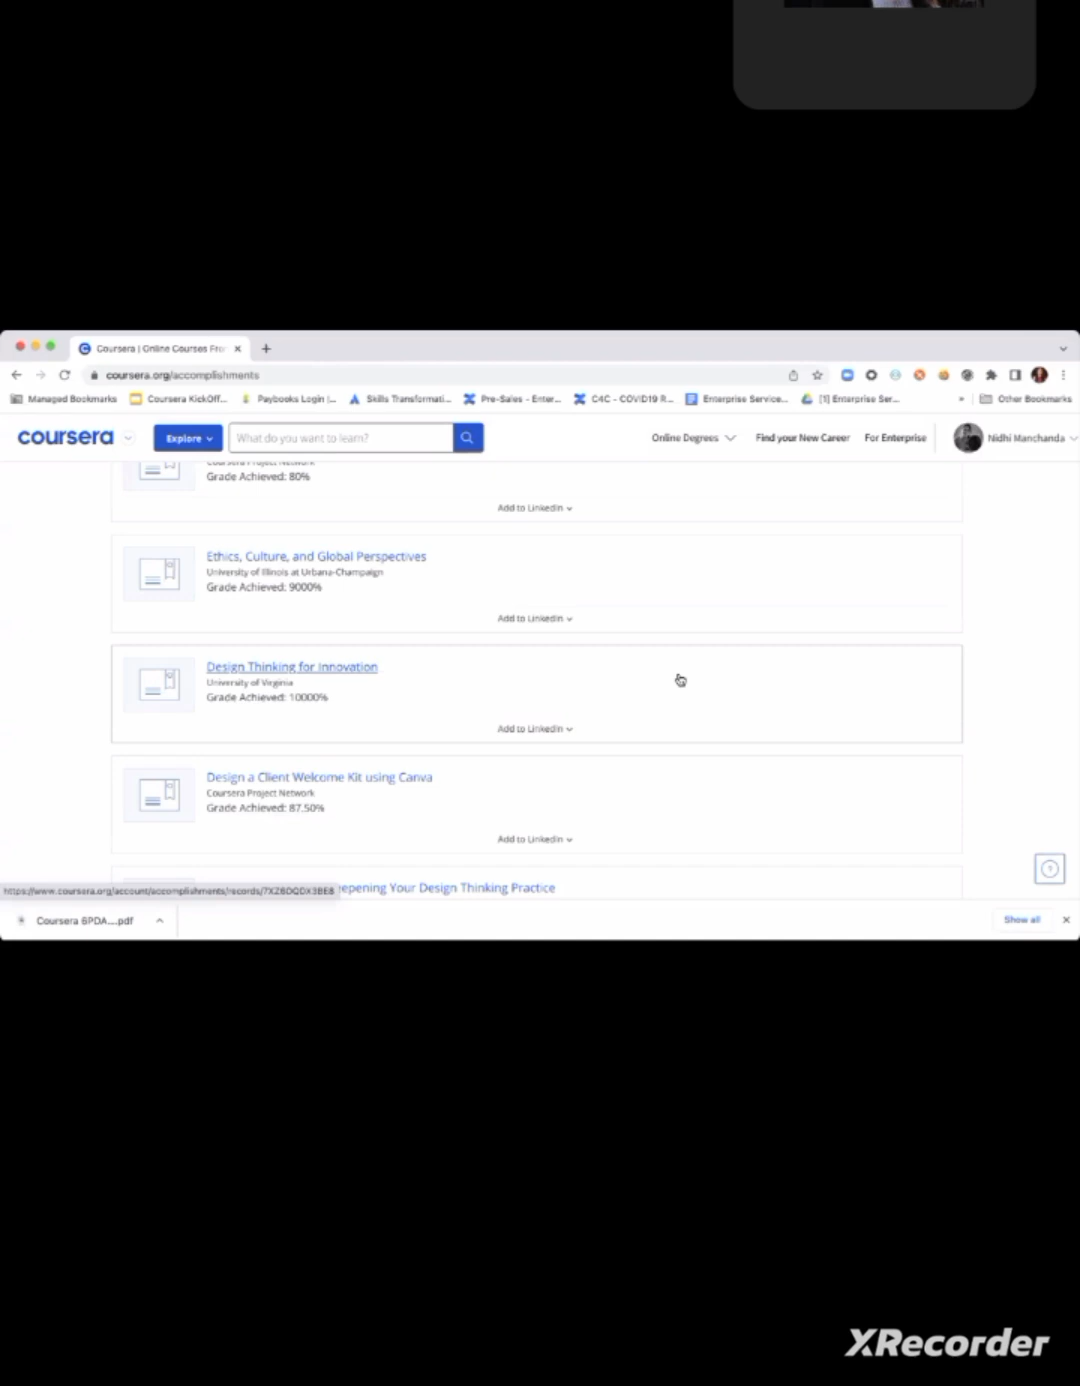 Coursera | Online Courses Fro
coursera.org/accomplishments
Managed Bookmarks Coursera KickOff... Paybooks Login |... Skills Transformati... Pre-Sales - Enter... C4C - COVID19 R... Enterprise Service... [1] Enterprise Ser... » Other Bookmarks
coursera Explore What do you want to learn? Online Degrees Find your New Career For Enterprise Nidhi Manchanda
Coursera Project Network
Grade Achieved: 80%
Add to LinkedIn
Ethics, Culture, and Global Perspectives
University of Illinois at Urbana-Champaign
Grade Achieved: 9000%
Add to LinkedIn
Design Thinking for Innovation
University of Virginia
Grade Achieved: 10000%
Add to LinkedIn
Design a Client Welcome Kit using Canva
Coursera Project Network
Grade Achieved: 87.50%
Add to LinkedIn
eepening Your Design Thinking Practice
Coursera 6PDA....pdf Show all
XRecorder